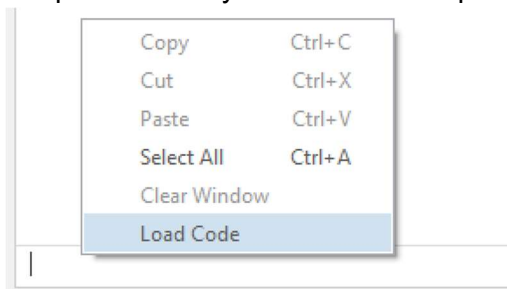 Copy Ctrl+C
Cut Ctrl+X
Paste Ctrl+V
Select All Ctrl+A
Clear Window
Load Code